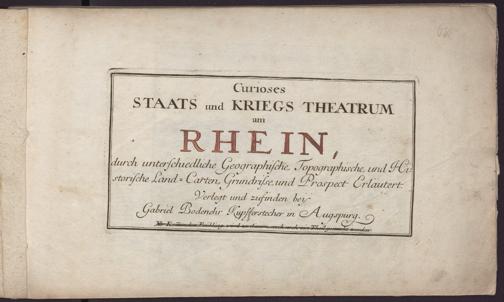 Curioses
STAATS und KRIEGS THEATRUM
am
RHEIN,
durch unterschiedliche Geographische, Topographische, und Hi-
storische Land=Carten, Grundrisse, und Prospect Erläutert.
Verlegt und zufinden bey
Gabriel Bodenehr Kupfferstecher in Augspurg.